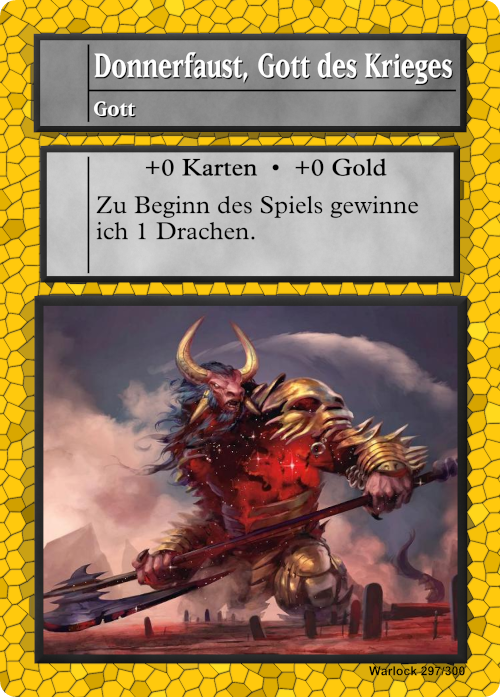 Donnerfaust, Gott des Krieges
Gott
+0 Karten • +0 Gold
Zu Beginn des Spiels gewinne
ich 1 Drachen.
Warlock 297/300